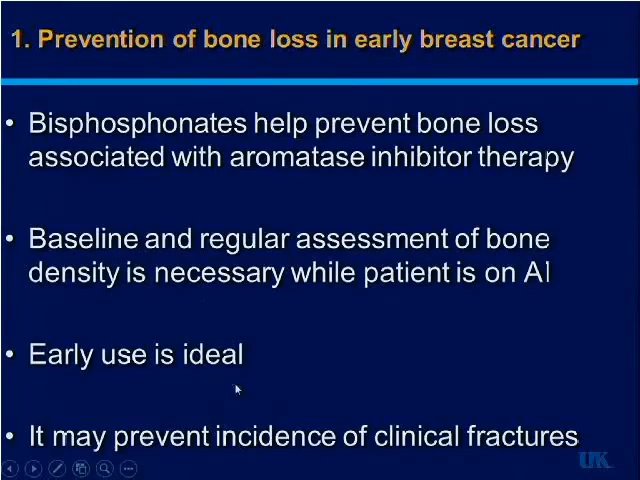 1. Prevention of bone loss in early breast cancer
• Bisphosphonates help prevent bone loss
associated with aromatase inhibitor therapy
• Baseline and regular assessment of bone
density is necessary while patient is on AI
• Early use is ideal
• It may prevent incidence of clinical fractures
UK